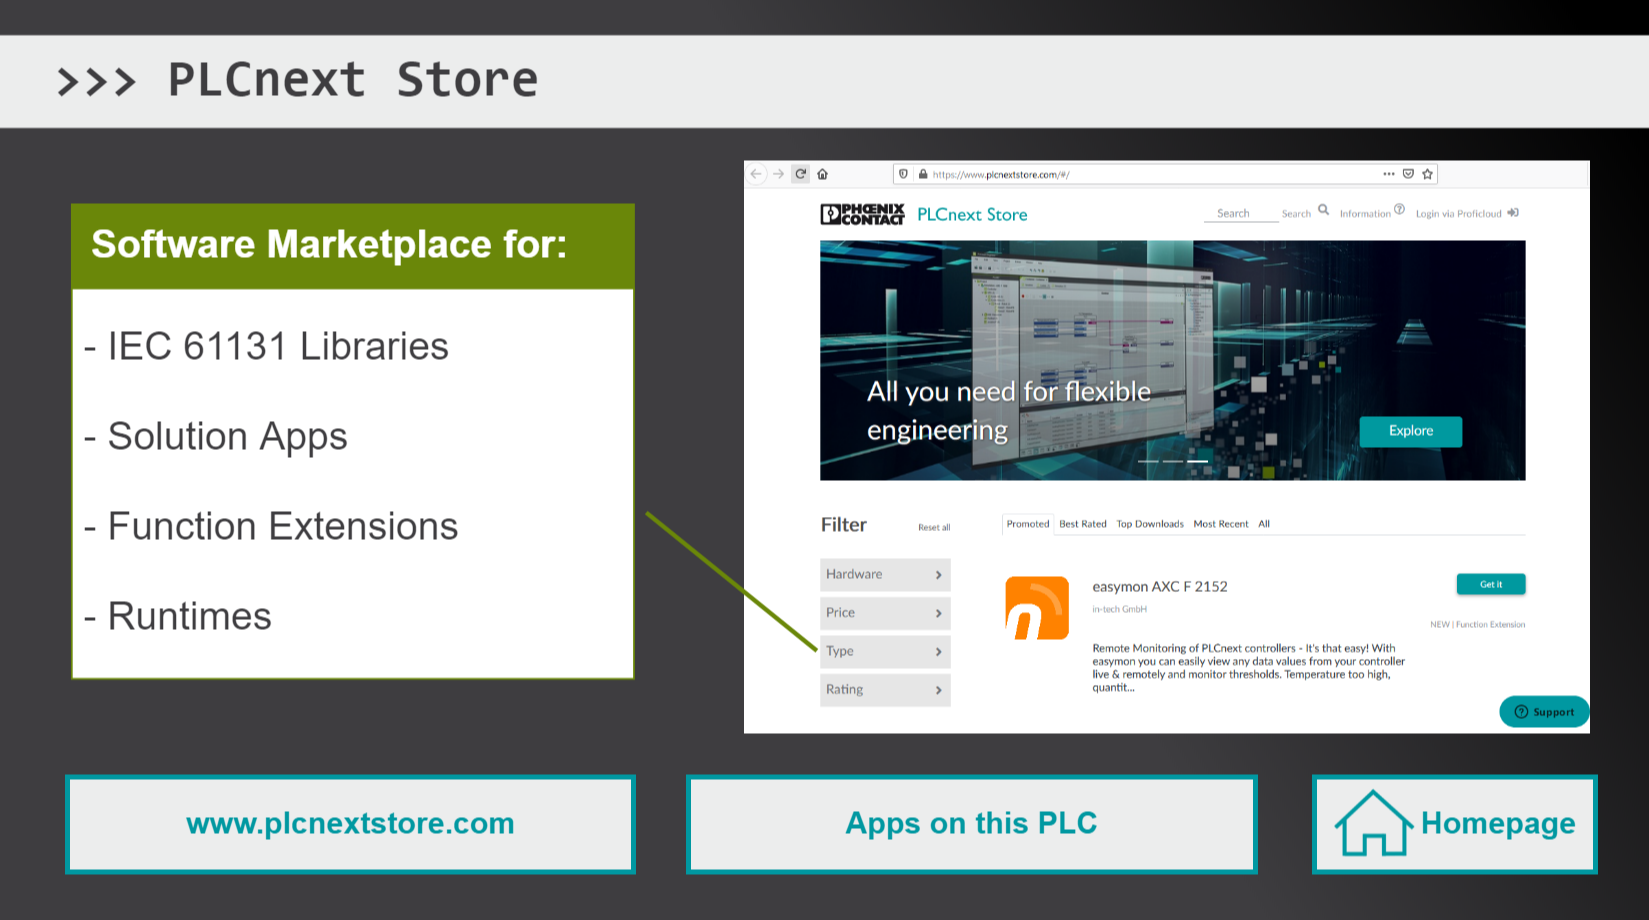 >>> PLCnext Store
Software Marketplace for:
- IEC 61131 Libraries
- Solution Apps
- Function Extensions
- Runtimes
https://www.plcnextstore.com/#/
PHŒNIX
CONTACT
PLCnext Store
Search
Search
Information
Login via Proficloud
All you need for flexible
engineering
Explore
Filter
Reset all
Hardware
Price
Type
Rating
Promoted
Best Rated
Top Downloads
Most Recent
All
easymon AXC F 2152
in-tech GmbH
Get it
NEW | Function Extension
Remote Monitoring of PLCnext controllers - It's that easy! With
easymon you can easily view any data values from your controller
live & remotely and monitor thresholds. Temperature too high,
quantit...
Support
www.plcnextstore.com
Apps on this PLC
Homepage